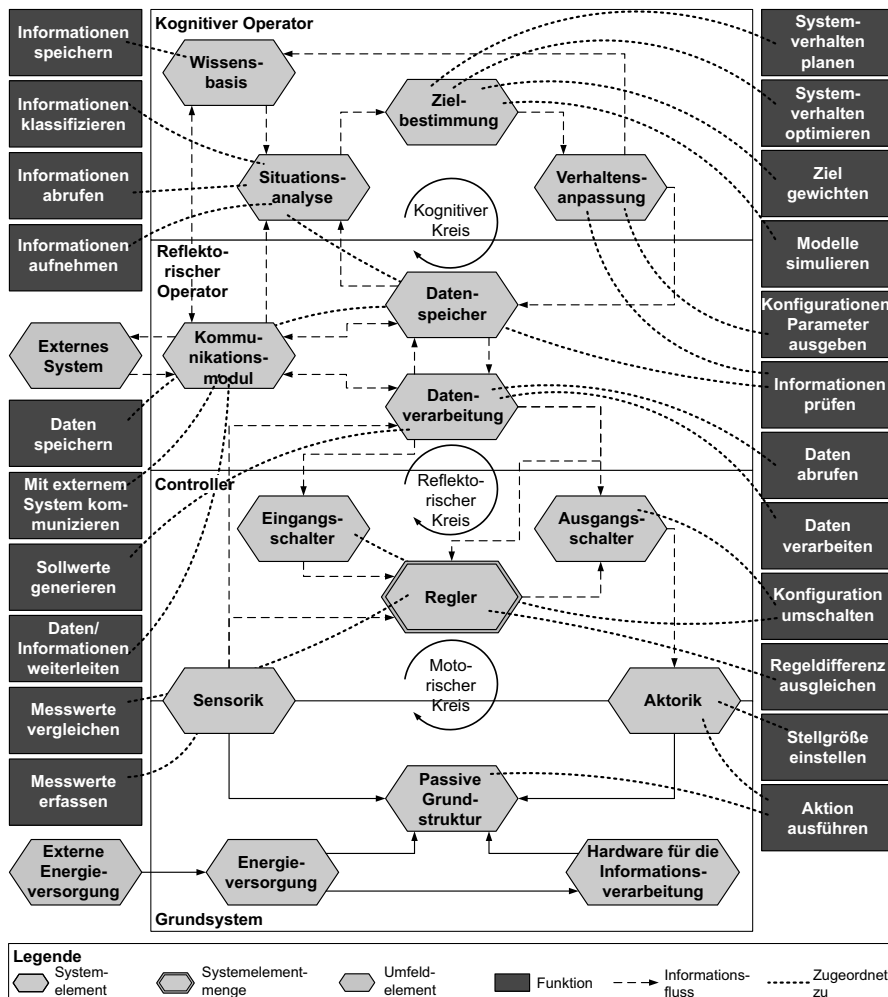 Kognitiver Operator
Informationen
speichern
Informationen
klassifizieren
Informationen
abrufen
Informationen
aufnehmen
Wissens-
basis
Ziel-
bestimmung
Situations-
analyse
Verhaltens-
anpassung
Kognitiver
Kreis
System-
verhalten
planen
System-
verhalten
optimieren
Ziel
gewichten
Modelle
simulieren
Konfigurationen/
Parameter
ausgeben
Informationen
prüfen
Daten
abrufen
Daten
verarbeiten
Konfiguration
umschalten
Regeldifferenz
ausgleichen
Stellgröße
einstellen
Aktion
ausführen
Reflekto-
rischer
Operator
Daten-
speicher
Externes
System
Kommu-
nikations-
modul
Daten-
verarbeitung
Daten
speichern
Mit externem
System kom-
munizieren
Sollwerte
generieren
Daten/
Informationen
weiterleiten
Messwerte
vergleichen
Messwerte
erfassen
Controller
Reflekto-
rischer
Kreis
Eingangs-
schalter
Ausgangs-
schalter
Regler
Moto-
rischer
Kreis
Sensorik
Aktorik
Passive
Grund-
struktur
Externe
Energie-
versorgung
Energie-
versorgung
Hardware für die
Informations-
verarbeitung
Grundsystem
Legende
System-
element
Systemelement-
menge
Umfeld-
element
Funktion
Informations-
fluss
Zugeordnet
zu